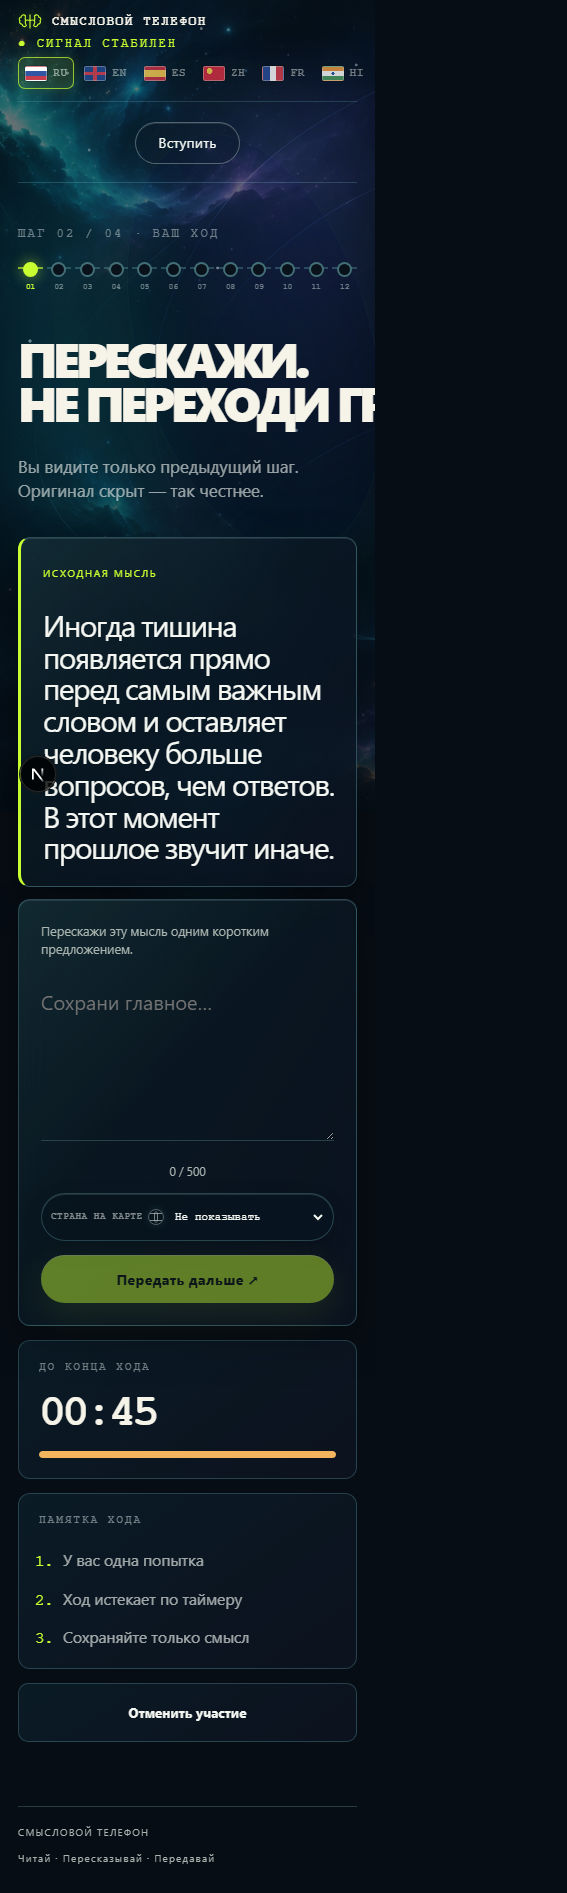 СМЫСЛОВОЙ ТЕЛЕФОН
СИГНАЛ СТАБИЛЕН
RU EN ES ZH FR HI
Вступить
ШАГ 02 / 04 · ВАШ ХОД
01 02 03 04 05 06 07 08 09 10 11 12
ПЕРЕСКАЖИ.
НЕ ПЕРЕХОДИ
Вы видите только предыдущий шаг.
Оригинал скрыт — так честнее.
ИСХОДНАЯ МЫСЛЬ
Иногда тишина
появляется прямо
перед самым важным
словом и оставляет
человеку больше
вопросов, чем ответов.
В этот момент
прошлое звучит иначе.
N
Перескажи эту мысль одним коротким
предложением.
Сохрани главное...
0 / 500
СТРАНА НА КАРТЕ Не показывать
Передать дальше ↗
ДО КОНЦА ХОДА
00:45
ПАМЯТКА ХОДА
1. У вас одна попытка
2. Ход истекает по таймеру
3. Сохраняйте только смысл
Отменить участие
СМЫСЛОВОЙ ТЕЛЕФОН
Читай · Пересказывай · Передавай